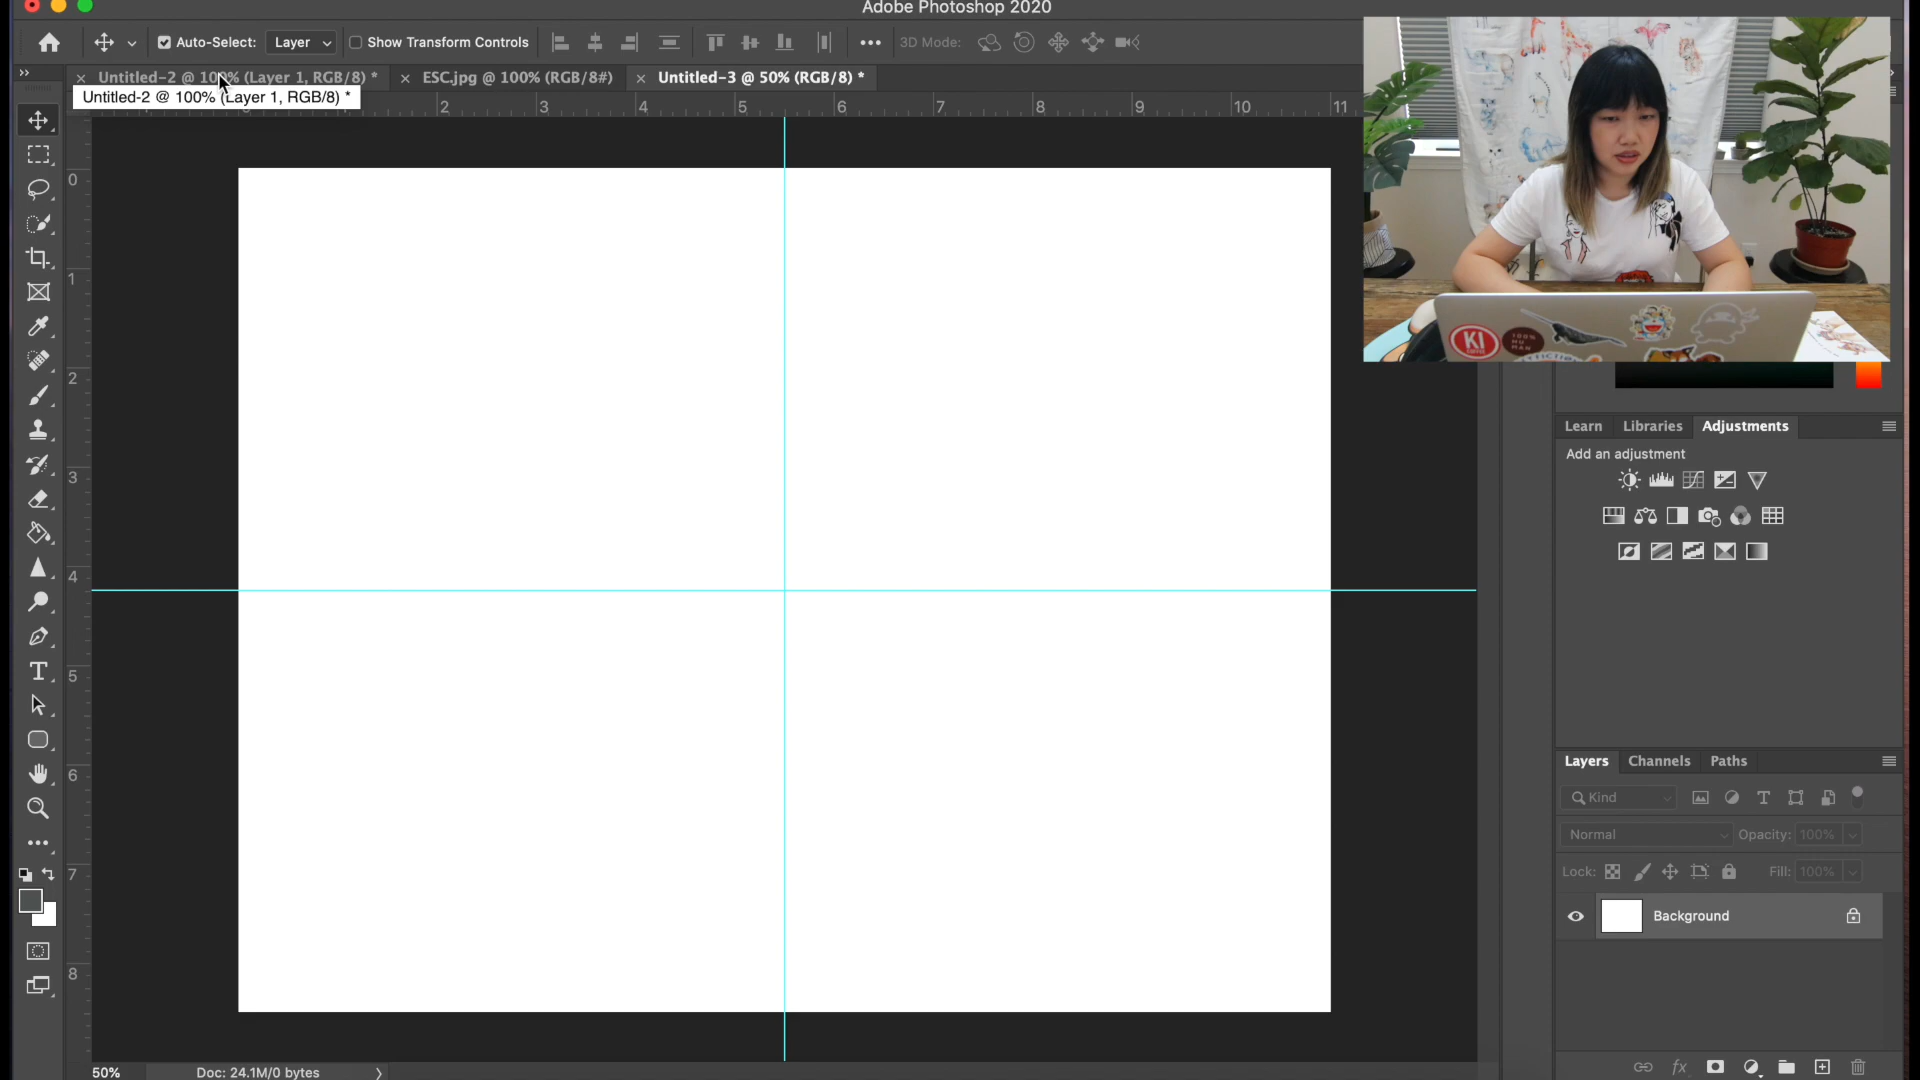 Adobe Photoshop 2020
Auto-Select: Layer Show Transform Controls 3D Mode:
Untitled-2 @ 100% (Layer 1, RGB/8) * ESC.jpg @ 100% (RGB/8#) Untitled-3 @ 50% (RGB/8) *
Untitled-2 @ 100% (Layer 1, RGB/8) *
2 3 4 5 6 7 8 9 10 11
0
1
2
3
4
5
6
7
8
KI
100%
HU
MAN
Learn Libraries Adjustments
Add an adjustment
Layers Channels Paths
Kind
Normal Opacity: 100%
Lock: Fill: 100%
Background
50% Doc: 24.1M/0 bytes